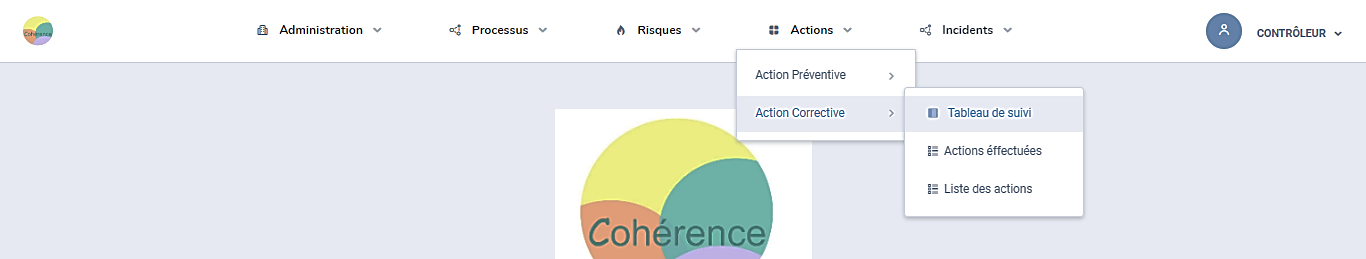 Cohérence
Administration
Processus
Risques
Actions
Incidents
CONTRÔLEUR
Action Préventive
Action Corrective
Tableau de suivi
Actions éffectuées
Liste des actions
Cohérence